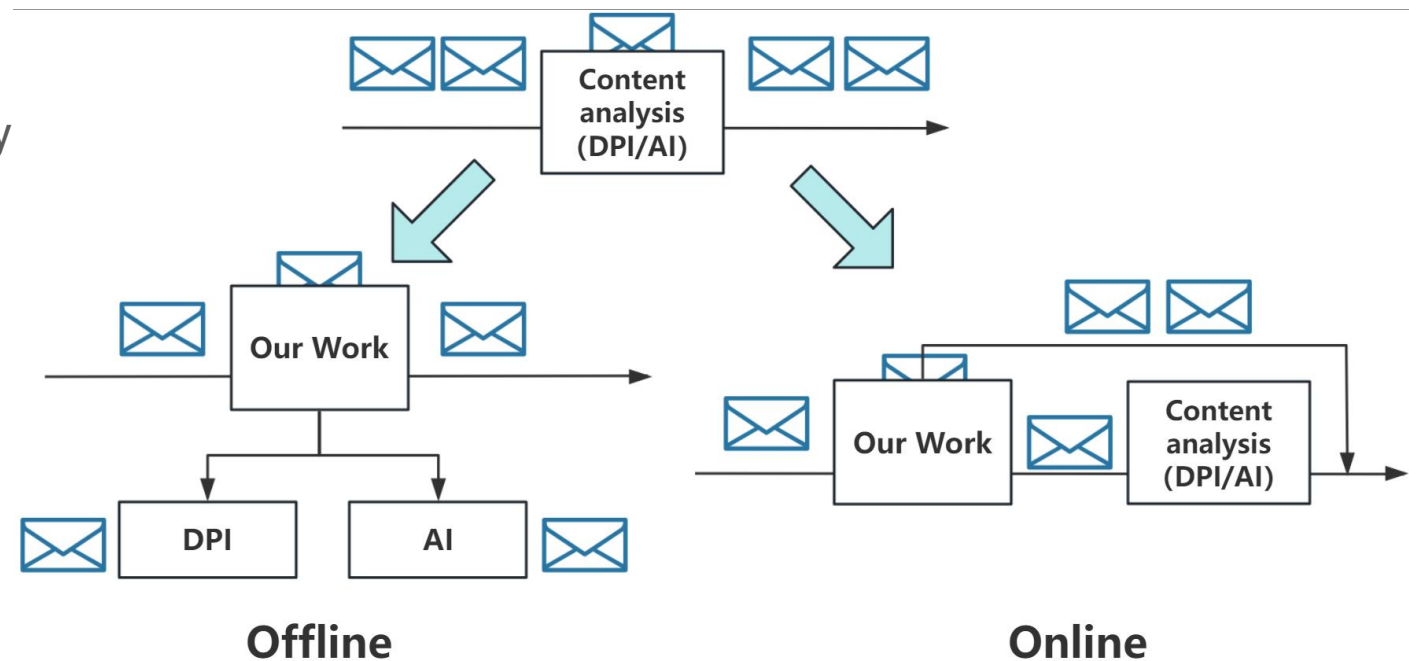 Content
analysis
(DPI/AI)
y
Our Work
DPI
AI
Offline
Our Work
Content
analysis
(DPI/AI)
Online